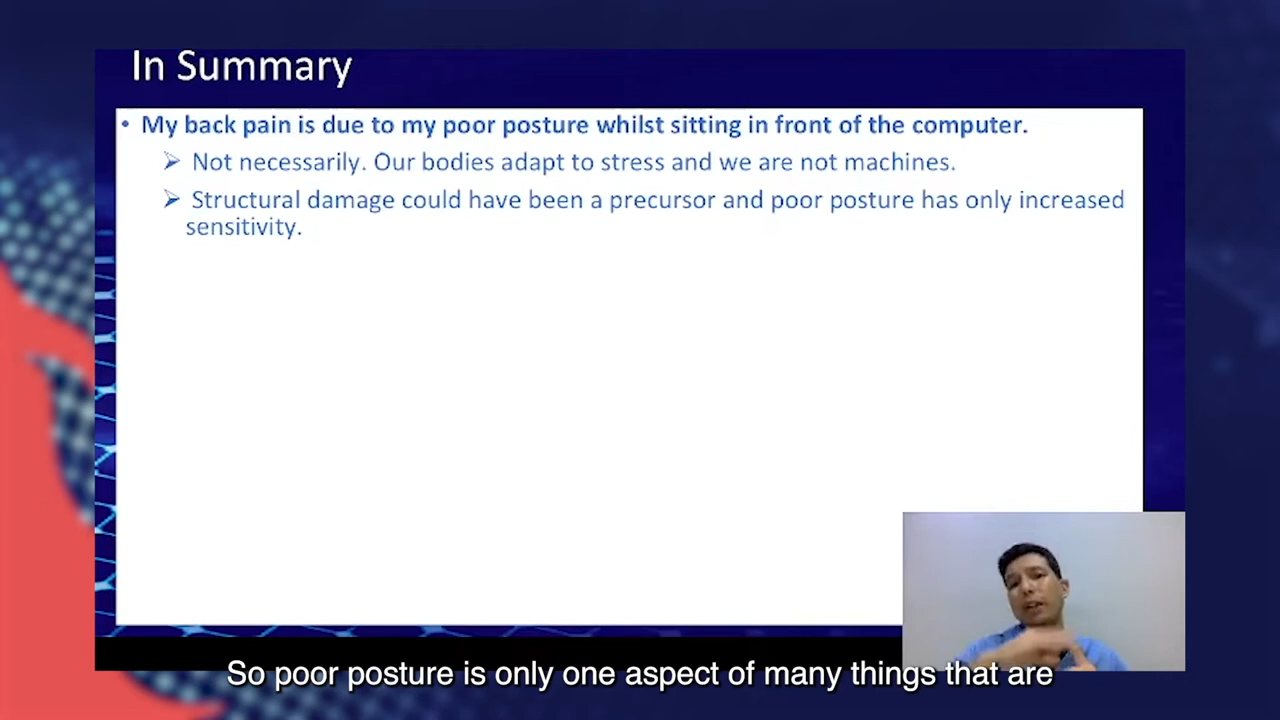 In Summary
• My back pain is due to my poor posture whilst sitting in front of the computer.
➢ Not necessarily. Our bodies adapt to stress and we are not machines.
➢ Structural damage could have been a precursor and poor posture has only increased
sensitivity.
So poor posture is only one aspect of many things that are